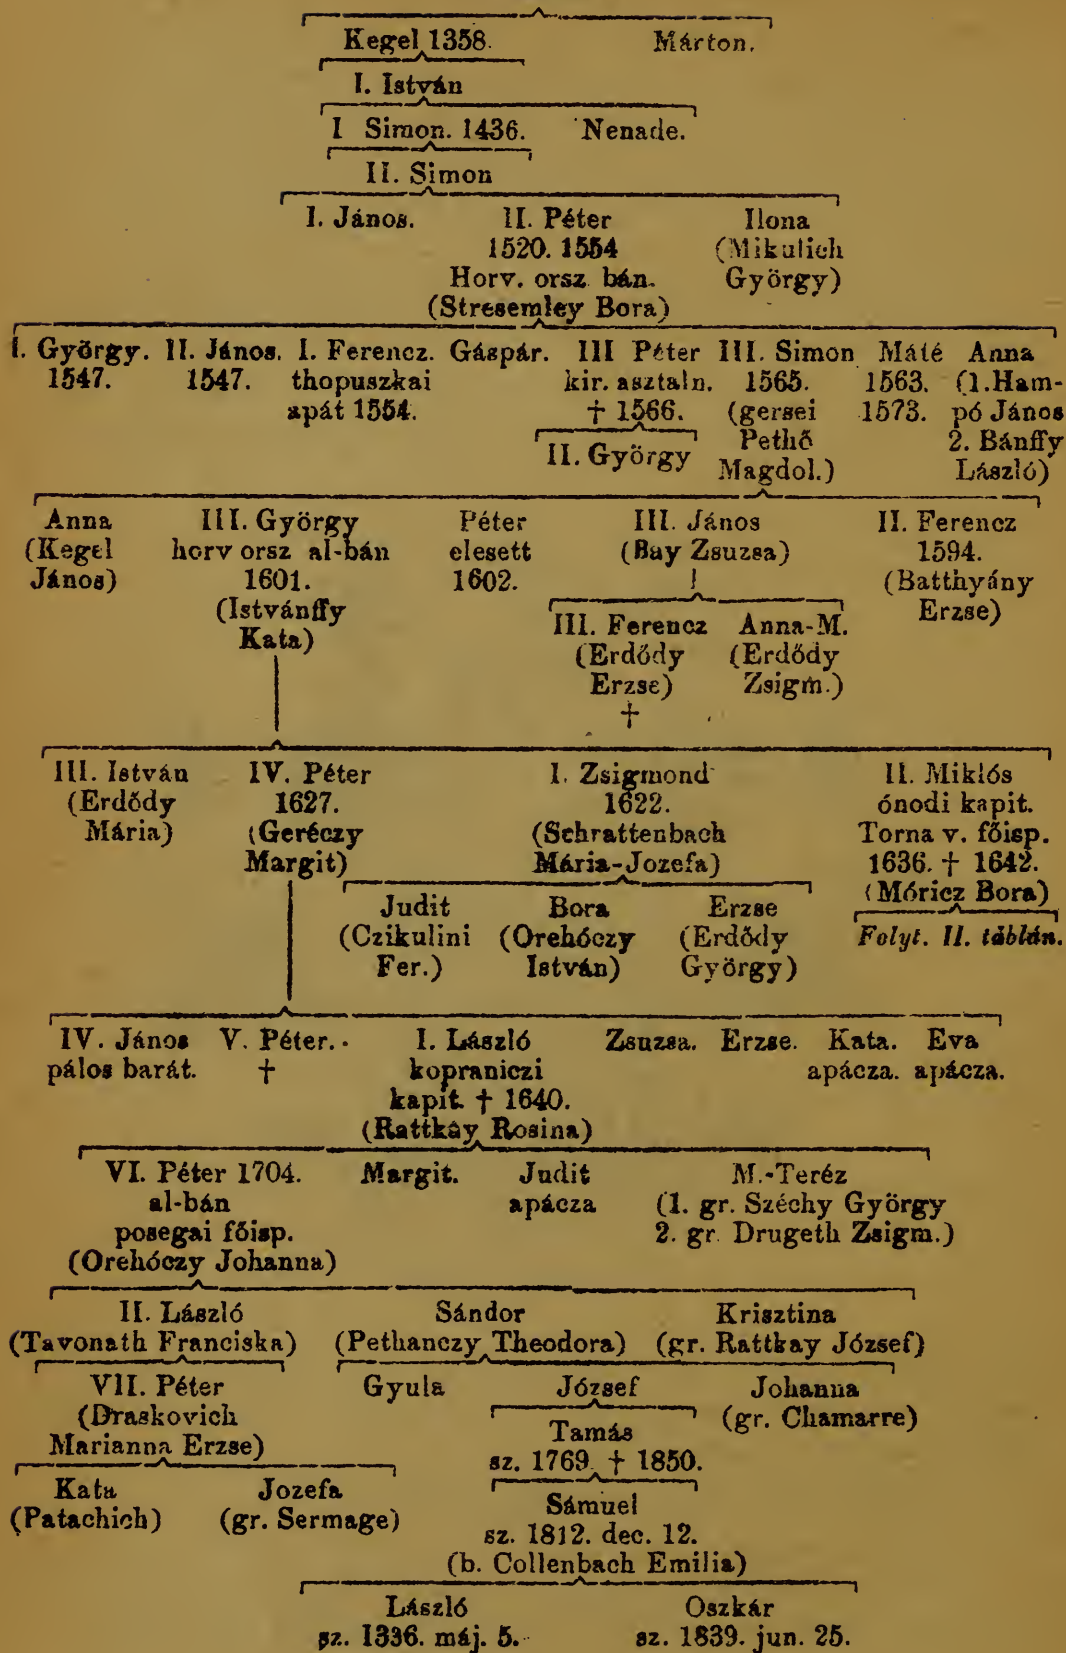 Kegel 1358. Márton.
I. István
I Simon. 1436. Nenade.
II. Simon
I. János. II. Péter Ilona
1520. 1554 (Mikulich
Horv. orsz bán. György)
(Stresemley Bora)
I. György. II. János. I. Ferencz. Gáspár. III Péter III. Simon Máté Anna
1547. 1547. thopuszkai kir. asztaln. 1565. 1563. (1.Ham-
apát 1554. † 1566. (gersei 1573. pó János
II. György Pethő 2. Bánffy
Magdol.) László)
Anna III. György Péter III. János II. Ferencz
(Kegel horv orsz al-bán elesett (Bay Zsuzsa) 1594.
János) 1601. 1602. (Batthyány
(Istvánffy Erzse)
Kata) III. Ferencz Anna-M.
(Erdődy (Erdődy
Erzse) Zsigm.)
†
III. István IV. Péter I. Zsigmond II. Miklós
(Erdődy 1627. 1622. ónodi kapit.
Mária) (Geréczy (Schrattenbach Torna v. főisp.
Margit) Mária-Jozefa) 1636. † 1642.
(Móricz Bora)
Judit Bora Erzse
(Czikulini (Orehóczy (Erdődy Folyt. II. táblán.
Fer.) István) György)
IV. János V. Péter. I. László Zsuzsa. Erzse. Kata. Eva
pálos barát. † kopraniczi apácza. apácza.
kapit. † 1640.
(Rattkay Rosina)
VI. Péter 1704. Margit. Judit M.-Teréz
al-bán apácza (1. gr. Széchy György
posegai főisp. 2. gr. Drugeth Zsigm.)
(Orehóczy Johanna)
II. László Sándor Krisztina
(Tavonath Franciska) (Pethanczy Theodora) (gr. Rattkay József)
VII. Péter Gyula József Johanna
(Draskovich (gr. Chamarre)
Marianna Erzse) Tamás
sz. 1769. † 1850.
Kata Jozefa Sámuel
(Patachich) (gr. Sermage) sz. 1812. dec. 12.
(b. Collenbach Emilia)
László Oszkár
sz. 1336. máj. 5. sz. 1839. jun. 25.